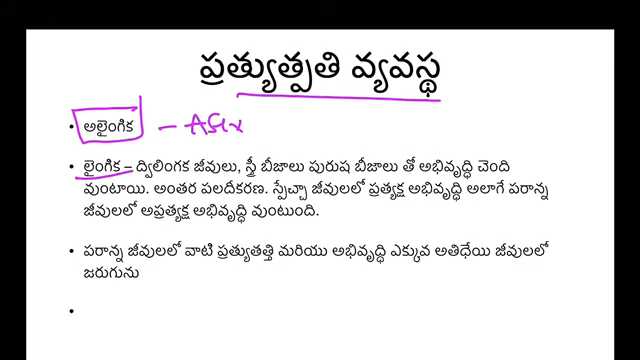 ప్రత్యుత్పతి వ్యవస్థ
• అలైంగిక – Asex
• లైంగిక – ద్విలింగక జీవులు, స్త్రీ బీజాలు పురుష బీజాలు తో అభివృద్ధి చెంది
వుంటాయి. అంతర పలదీకరణ. స్పేచ్ఛా జీవులలో ప్రత్యక్ష అభివృద్ధి అలాగే పరాన్న
జీవులలో అప్రత్యక్ష అభివృద్ధి వుంటుంది.
• పరాన్న జీవులలో వాటి ప్రత్యుతత్తి మరియు అభివృద్ధి ఎక్కువ అతిధేయి జీవులలో
జరుగును
•